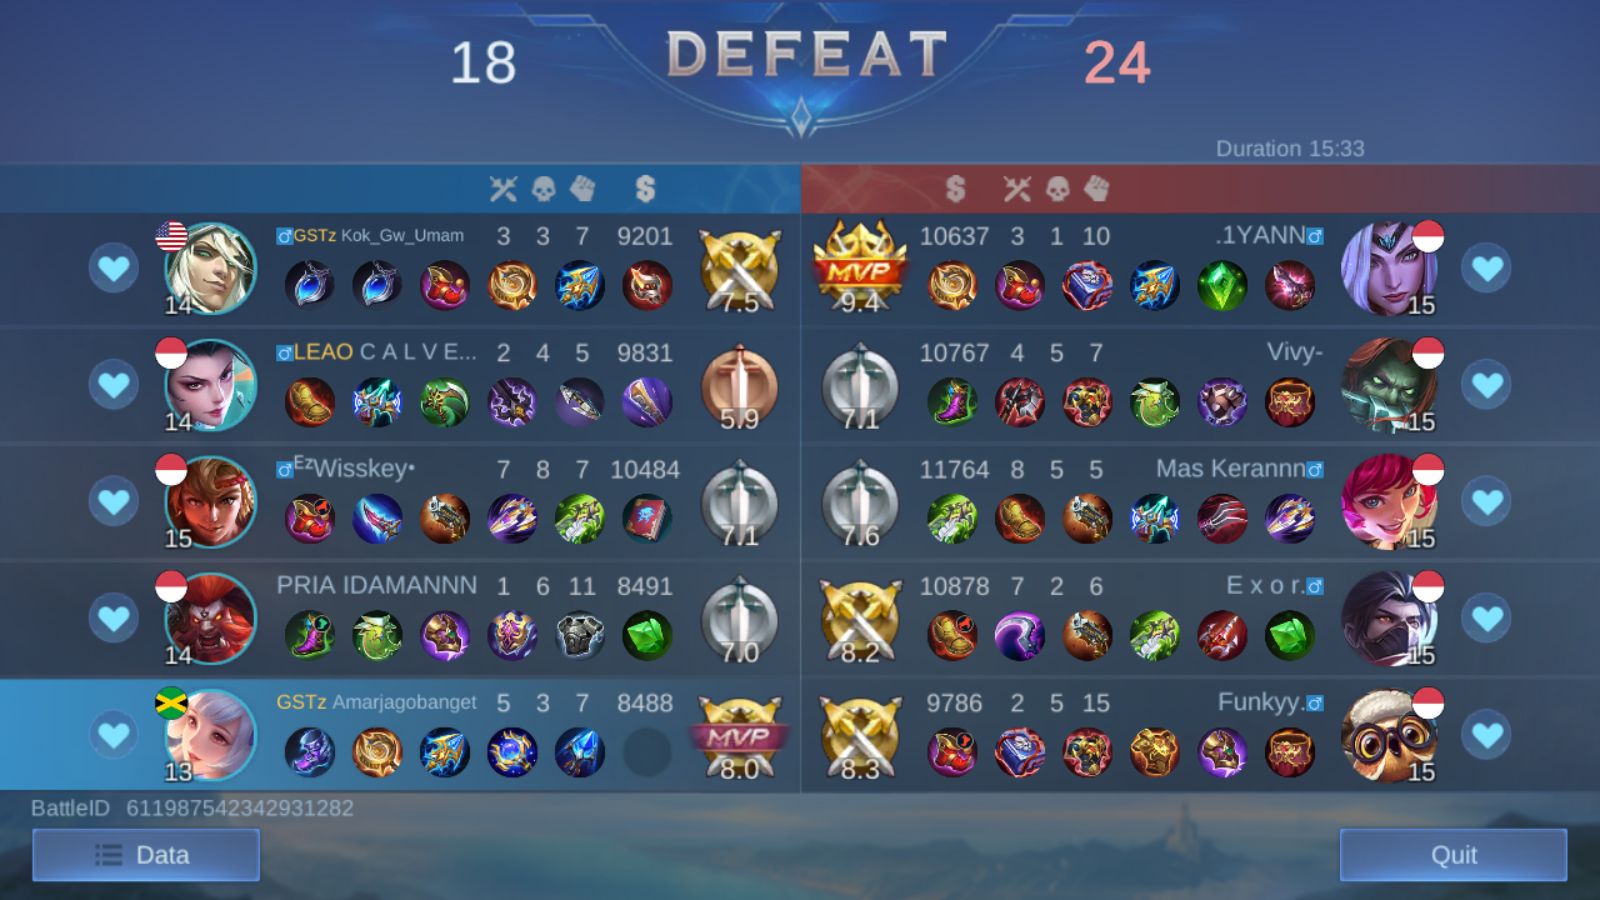 18 DEFEAT 24
Duration 15:33
GSTz Kok_Gw_Umam 3 3 7 9201
14 7.5
MVP 10637 3 1 10 .1YANN
9.4 15
LEAO C A L V E... 2 4 5 9831
14 5.9
10767 4 5 7 Vivy-
7.1 15
EzWisskey• 7 8 7 10484
15 7.1
11764 8 5 5 Mas Kerannn
7.6 15
PRIA IDAMANNN 1 6 11 8491
14 7.0
10878 7 2 6 E x o r.
8.2 15
GSTz Amarjagobanget 5 3 7 8488 MVP
13 8.0
9786 2 5 15 Funkyy.
8.3 15
BattleID 611987542342931282
Data
Quit